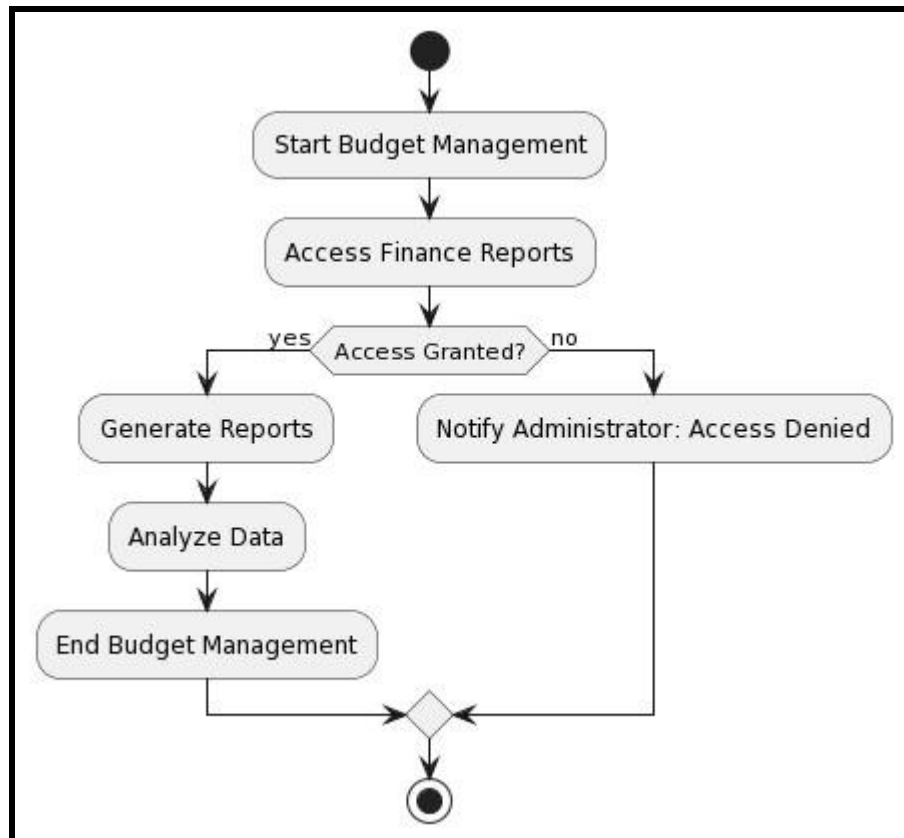 Start Budget Management
Access Finance Reports
yes
Access Granted?
no
Generate Reports
Notify Administrator: Access Denied
Analyze Data
End Budget Management